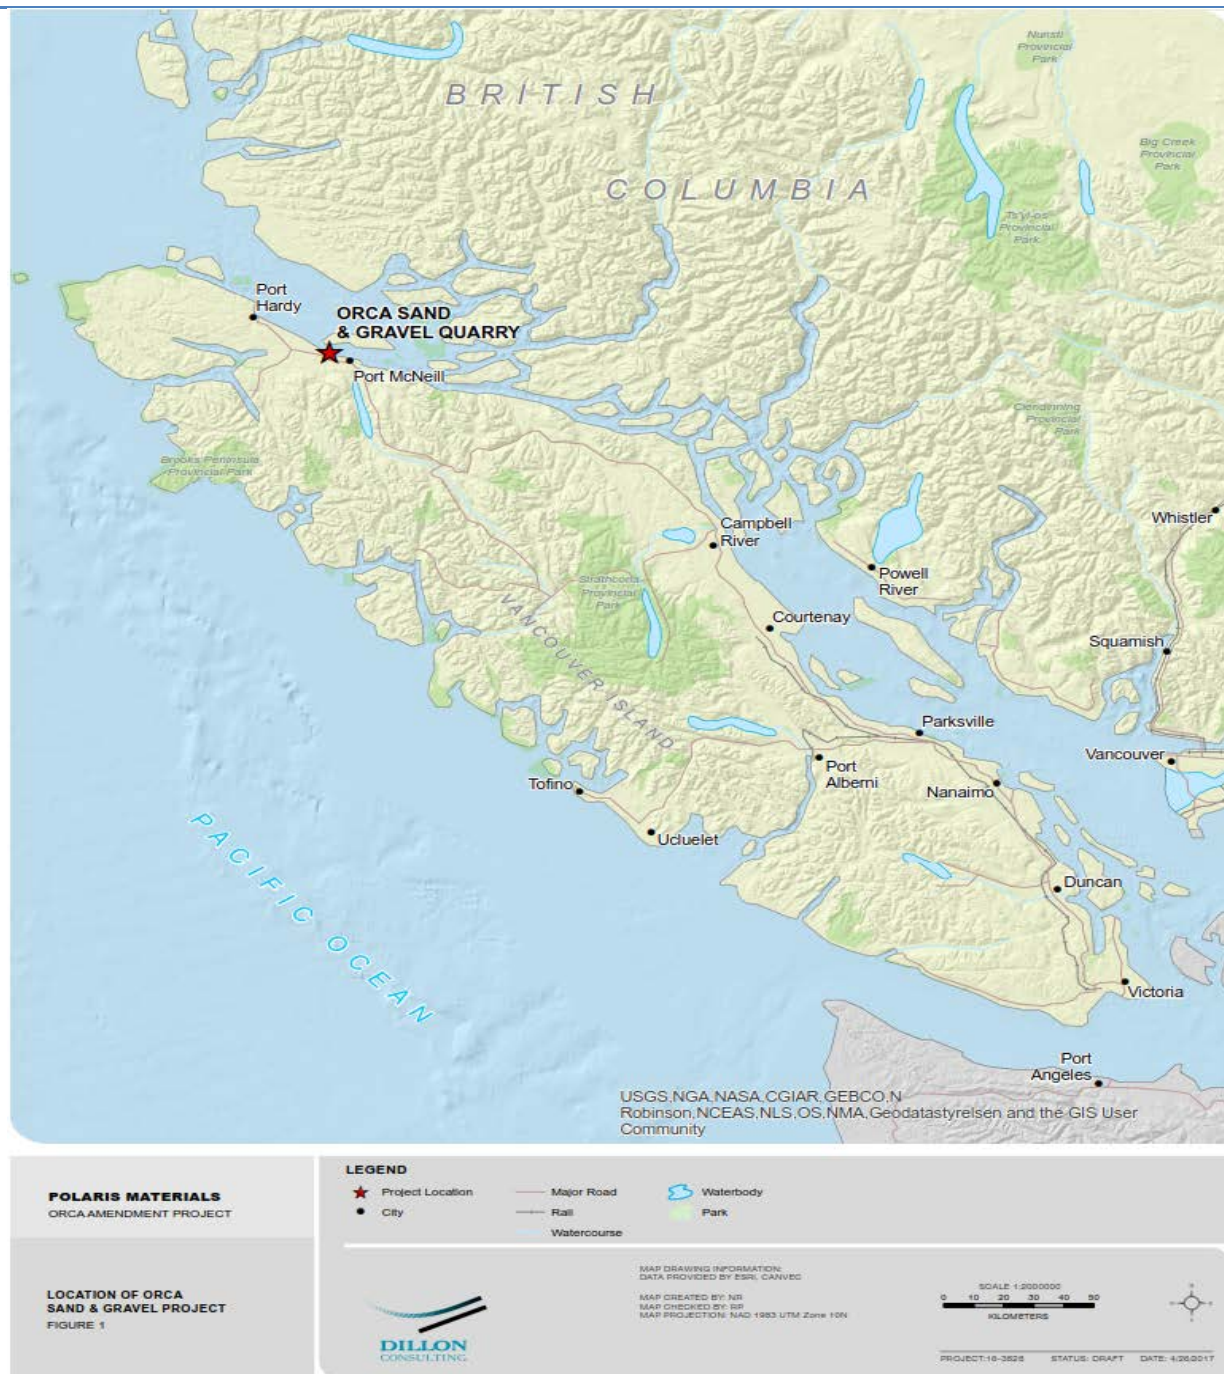 BRITISH
COLUMBIA
Nunsti
Provincial
Park
Big Creek
Provincial
Park
Ts'yl-os
Provincial
Park
Port
Hardy
ORCA SAND
& GRAVEL QUARRY
Port McNeill
Clendinning
Provincial
Park
Brooks Peninsula
Provincial Park
Whistler
Campbell
River
Powell
River
Strathcona
Provincial
Park
VANCOUVER ISLAND
Courtenay
Squamish
Parksville
Vancouver
Port
Alberni
Tofino
Nanaimo
Ucluelet
PACIFIC OCEAN
Duncan
Victoria
Port
Angeles
USGS,NGA,NASA,CGIAR,GEBCO,N
Robinson,NCEAS,NLS,OS,NMA,Geodatastyrelsen and the GIS User
Community
POLARIS MATERIALS
ORCA AMENDMENT PROJECT
LOCATION OF ORCA
SAND & GRAVEL PROJECT
FIGURE 1
LEGEND
Project Location
City
Major Road
Rail
Watercourse
Waterbody
Park
DILLON
CONSULTING
MAP DRAWING INFORMATION:
DATA PROVIDED BY ESRI, CANVEC
MAP CREATED BY: NR
MAP CHECKED BY: RP
MAP PROJECTION: NAD 1983 UTM Zone 10N
SCALE 1:2000000
0 10 20 30 40 50
KILOMETERS
PROJECT:16-3828 STATUS: DRAFT DATE: 4/26/2017